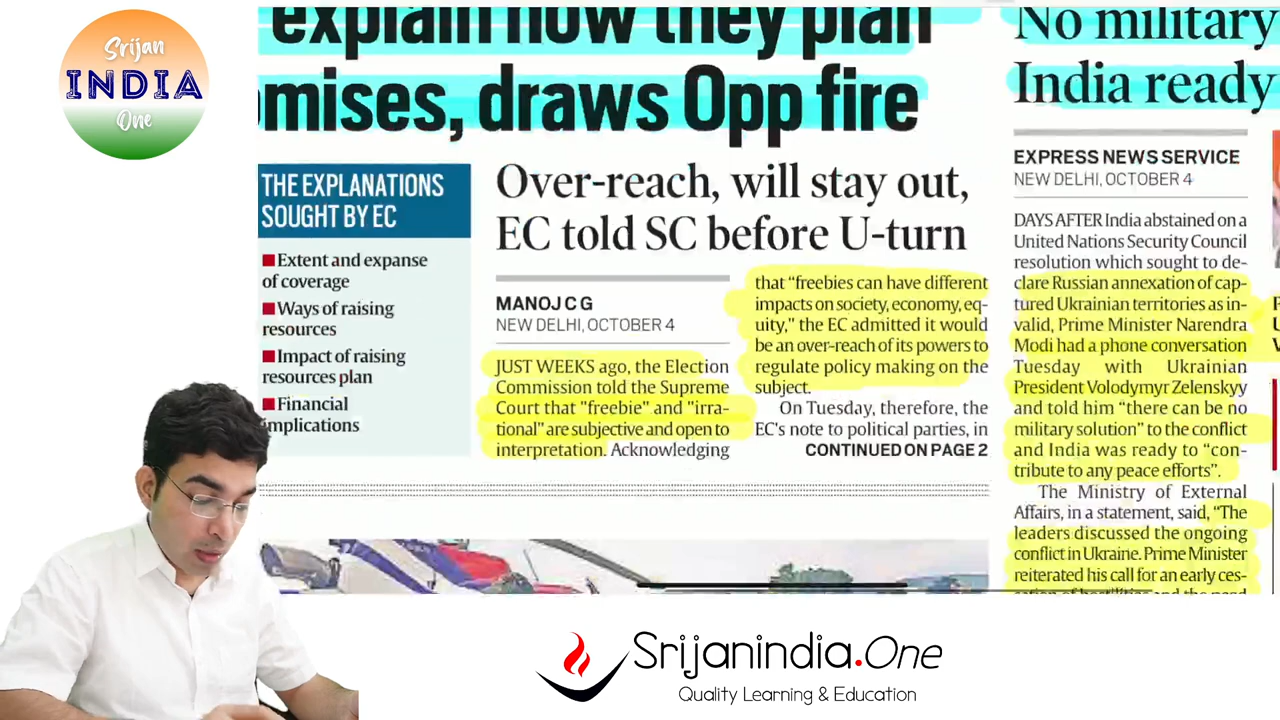 Srijan
INDIA
One
explain how they plan
mises, draws Opp fire
THE EXPLANATIONS
SOUGHT BY EC
Extent and expanse
of coverage
Ways of raising
resources
Impact of raising
resources plan
Financial
implications
Over-reach, will stay out,
EC told SC before U-turn
MANOJ C G
NEW DELHI, OCTOBER 4
JUST WEEKS ago, the Election
Commission told the Supreme
Court that "freebie" and "irra-
tional" are subjective and open to
interpretation. Acknowledging
that "freebies can have different
impacts on society, economy, eq-
uity," the EC admitted it would
be an over-reach of its powers to
regulate policy making on the
subject.
On Tuesday, therefore, the
EC's note to political parties, in
CONTINUED ON PAGE 2
No military
India ready
EXPRESS NEWS SERVICE
NEW DELHI, OCTOBER 4
DAYS AFTER India abstained on a
United Nations Security Council
resolution which sought to de-
clare Russian annexation of cap-
tured Ukrainian territories as in-
valid, Prime Minister Narendra
Modi had a phone conversation
Tuesday with Ukrainian
President Volodymyr Zelenskyy
and told him "there can be no
military solution" to the conflict
and India was ready to "con-
tribute to any peace efforts".
The Ministry of External
Affairs, in a statement, said, "The
leaders discussed the ongoing
conflict in Ukraine. Prime Minister
reiterated his call for an early ces-
Srijanindia.One
Quality Learning & Education